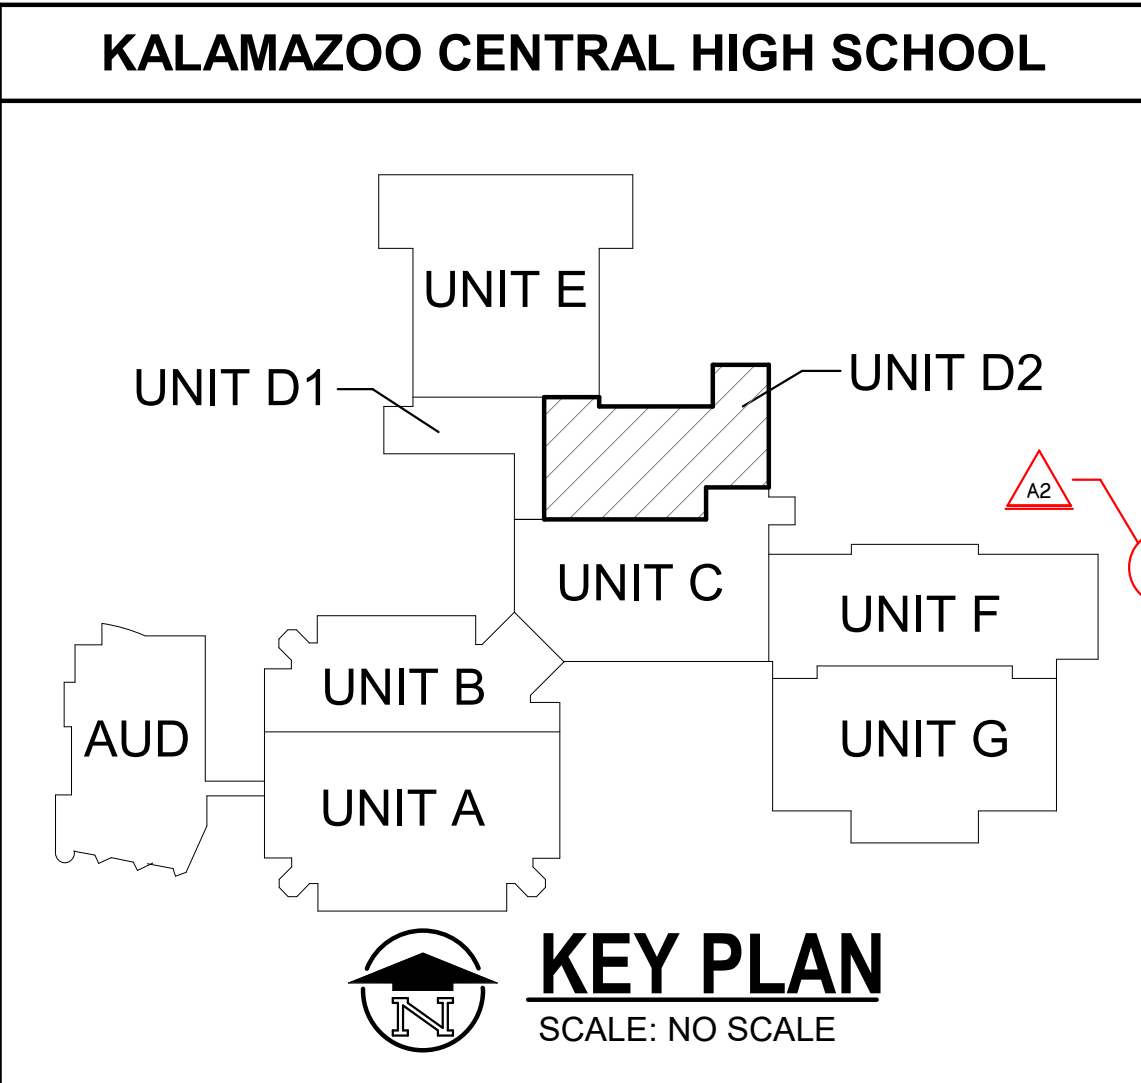 KALAMAZOO CENTRAL HIGH SCHOOL
UNIT E
UNIT D1
UNIT D2
A2
UNIT C
UNIT F
UNIT B
AUD
UNIT G
UNIT A
N
KEY PLAN
SCALE: NO SCALE